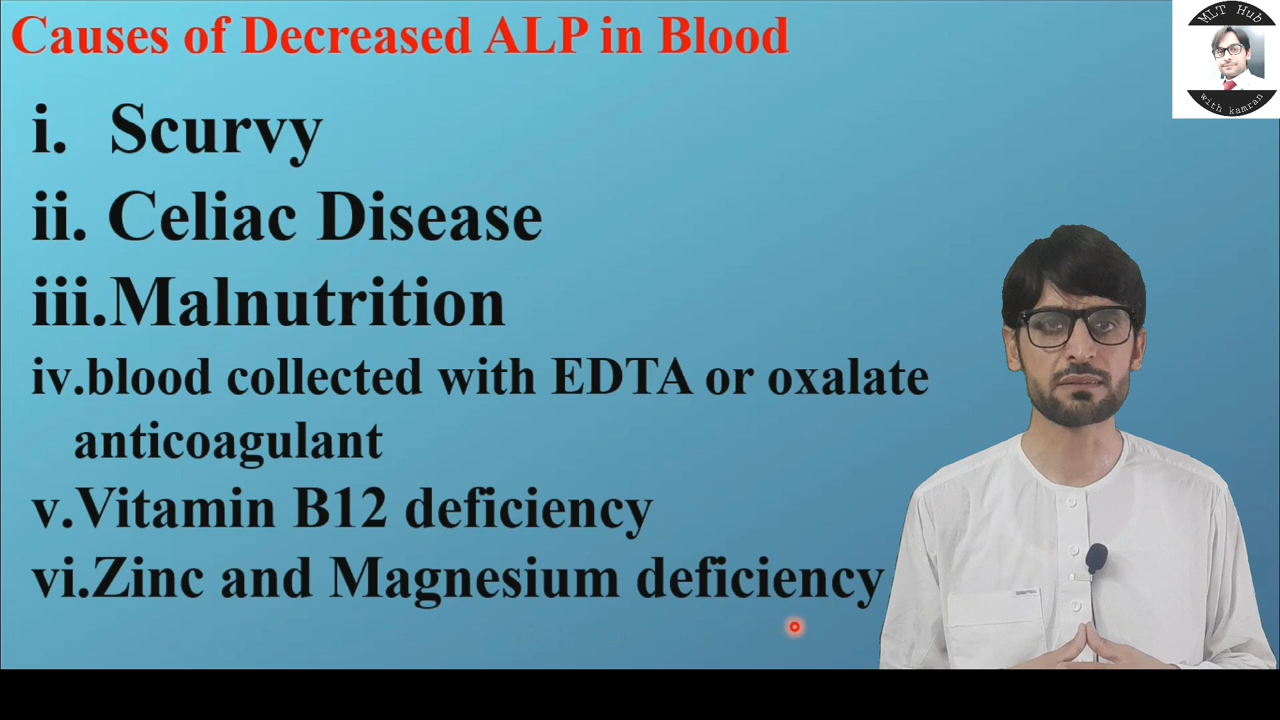 Causes of Decreased ALP in Blood
MLT Hub
with kamran
i. Scurvy
ii. Celiac Disease
iii.Malnutrition
iv.blood collected with EDTA or oxalate
anticoagulant
v.Vitamin B12 deficiency
vi.Zinc and Magnesium deficiency